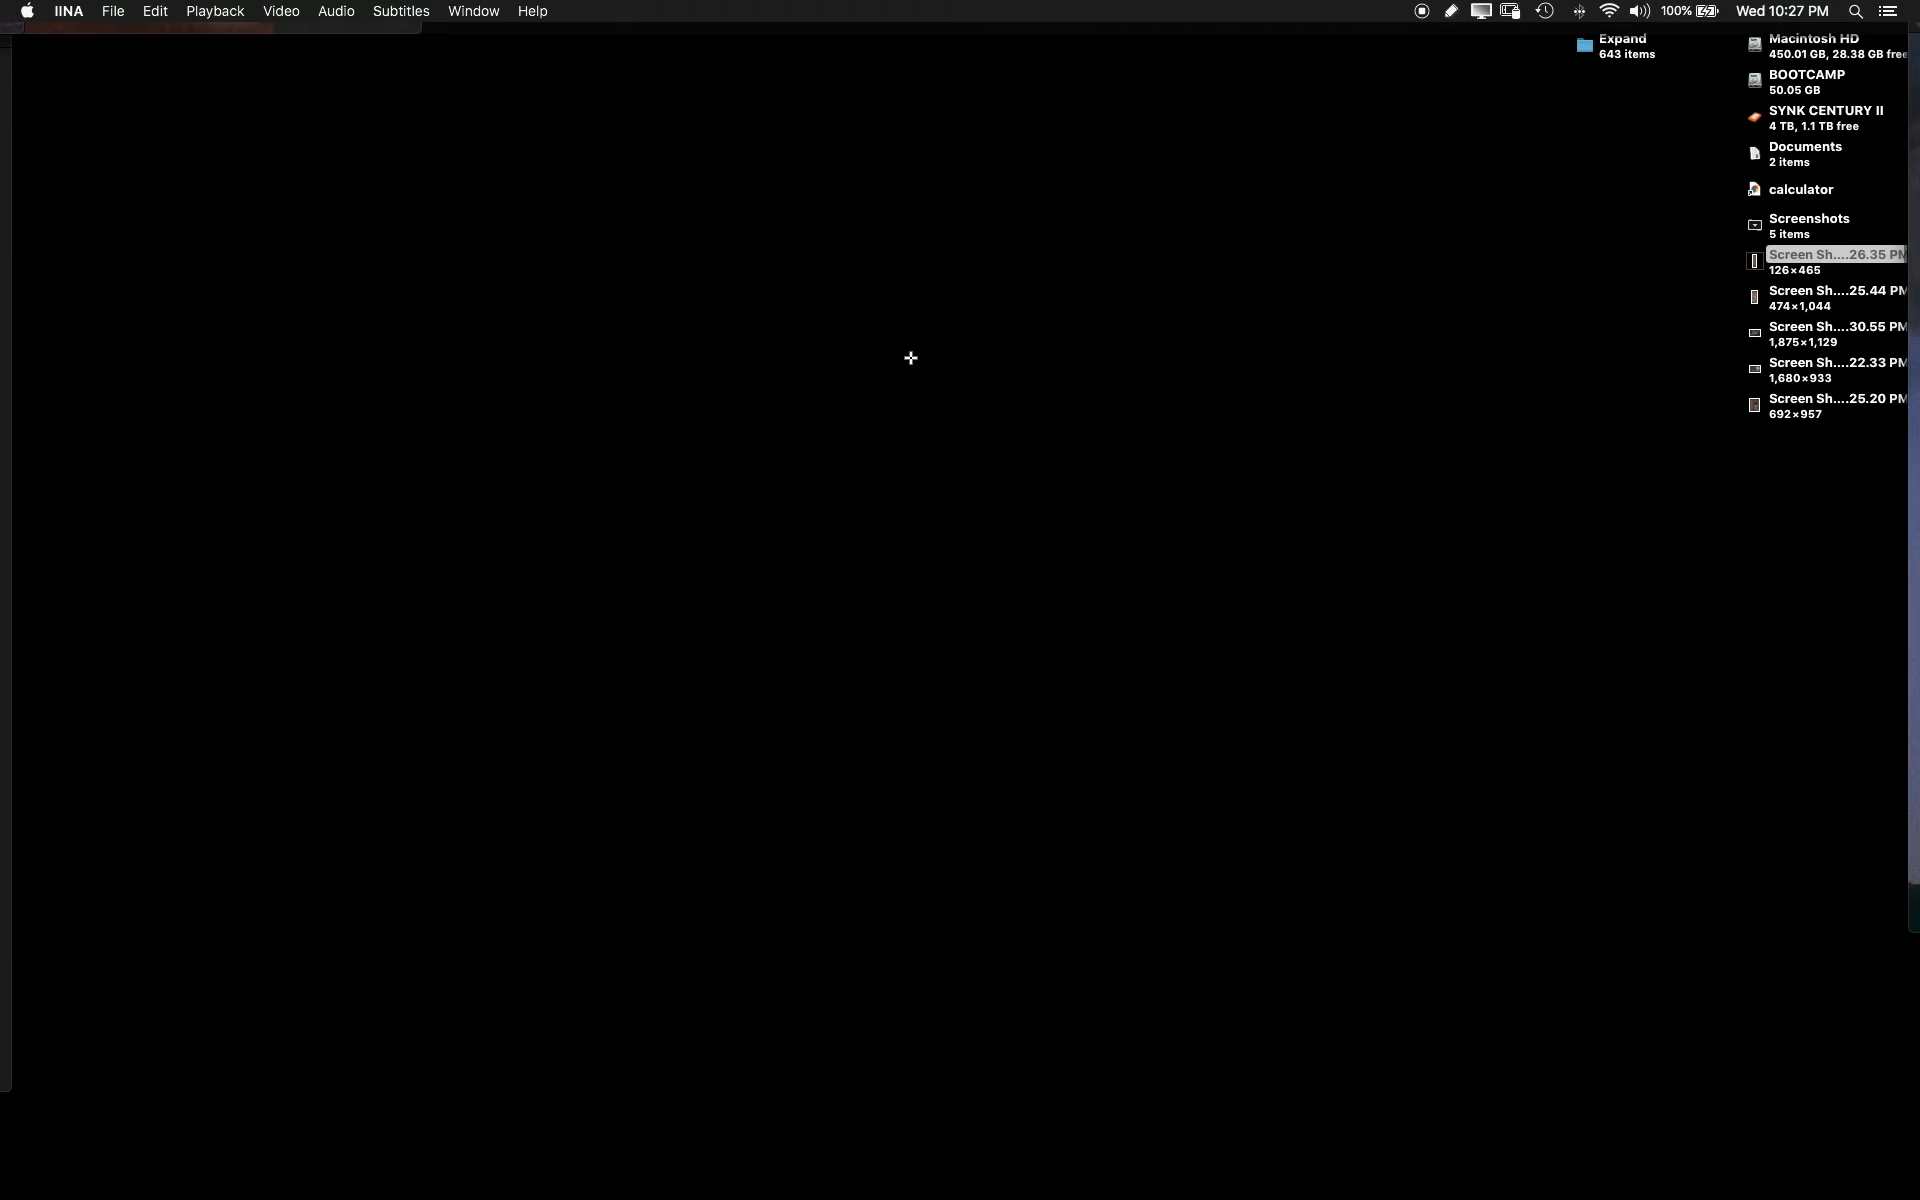 IINA File Edit Playback Video Audio Subtitles Window Help 100% Wed 10:27 PM
Expand
643 items
Macintosh HD
450.01 GB, 28.38 GB free
BOOTCAMP
50.05 GB
SYNK CENTURY II
4 TB, 1.1 TB free
Documents
2 items
calculator
Screenshots
5 items
Screen Sh....26.35 PM
126×465
Screen Sh....25.44 PM
474×1,044
Screen Sh....30.55 PM
1,875×1,129
Screen Sh....22.33 PM
1,680×933
Screen Sh....25.20 PM
692×957